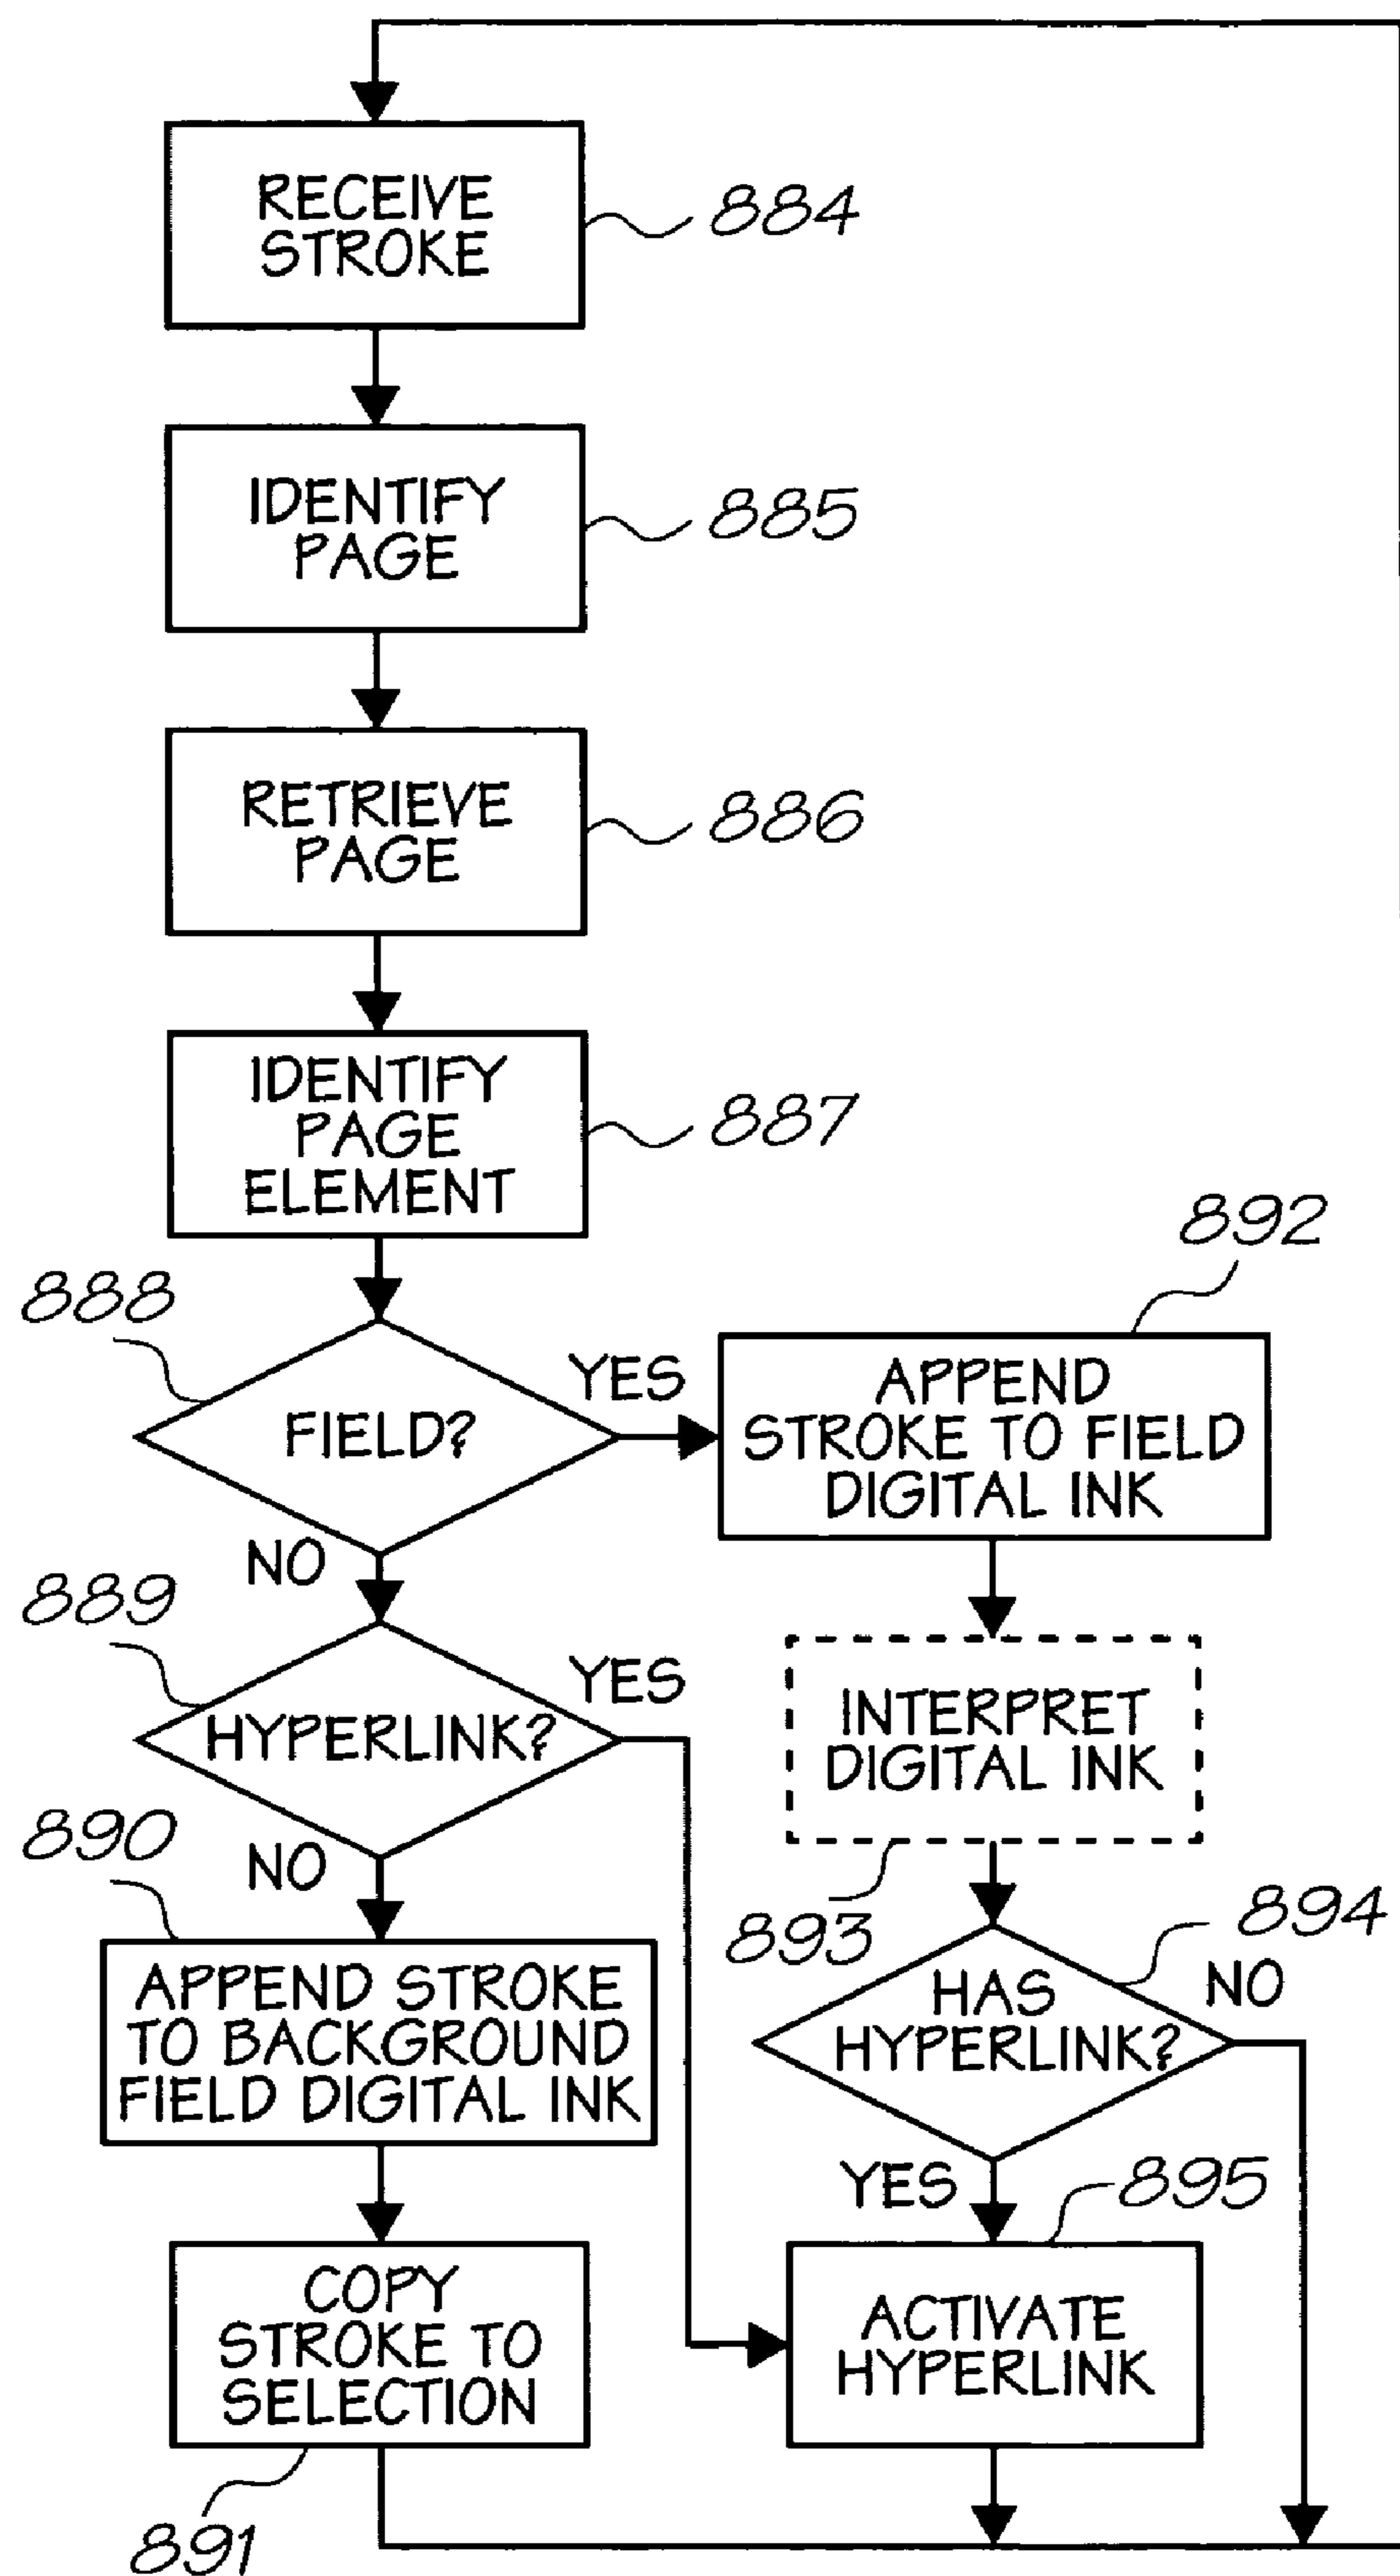 RECEIVE
STROKE
884
IDENTIFY
PAGE
885
RETRIEVE
PAGE
886
IDENTIFY
PAGE
ELEMENT
887
888
FIELD?
YES
NO
892
APPEND
STROKE TO FIELD
DIGITAL INK
889
HYPERLINK?
YES
NO
INTERPRET
DIGITAL INK
893
894
HAS
HYPERLINK?
NO
YES
890
APPEND STROKE
TO BACKGROUND
FIELD DIGITAL INK
895
ACTIVATE
HYPERLINK
COPY
STROKE TO
SELECTION
891